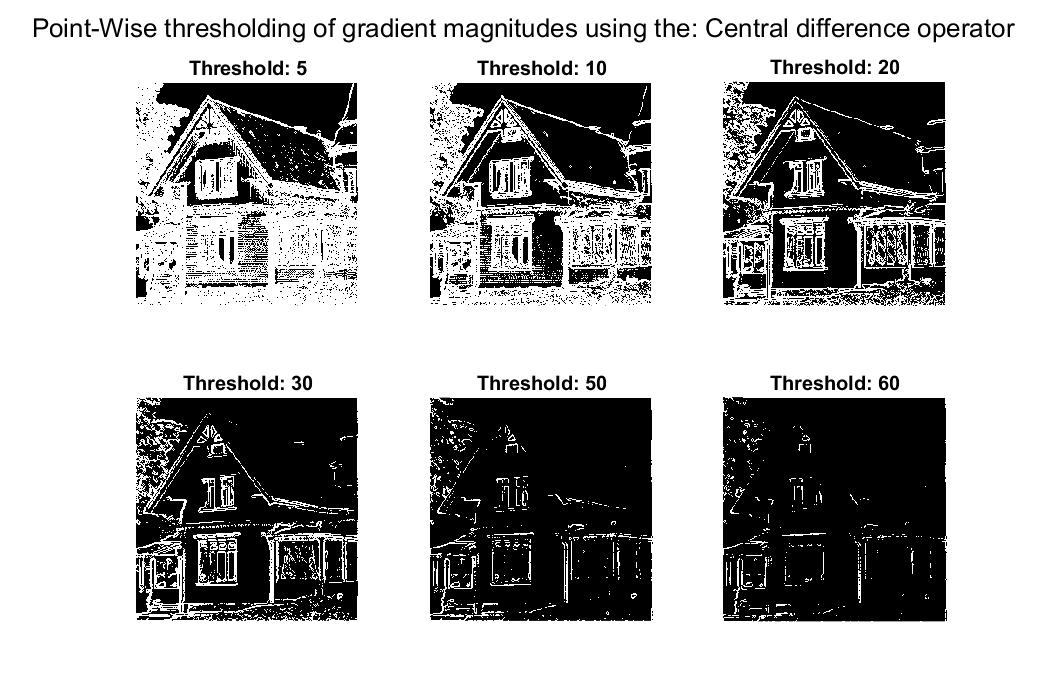 Point-Wise thresholding of gradient magnitudes using the: Central difference operator
Threshold: 5
Threshold: 10
Threshold: 20
Threshold: 30
Threshold: 50
Threshold: 60